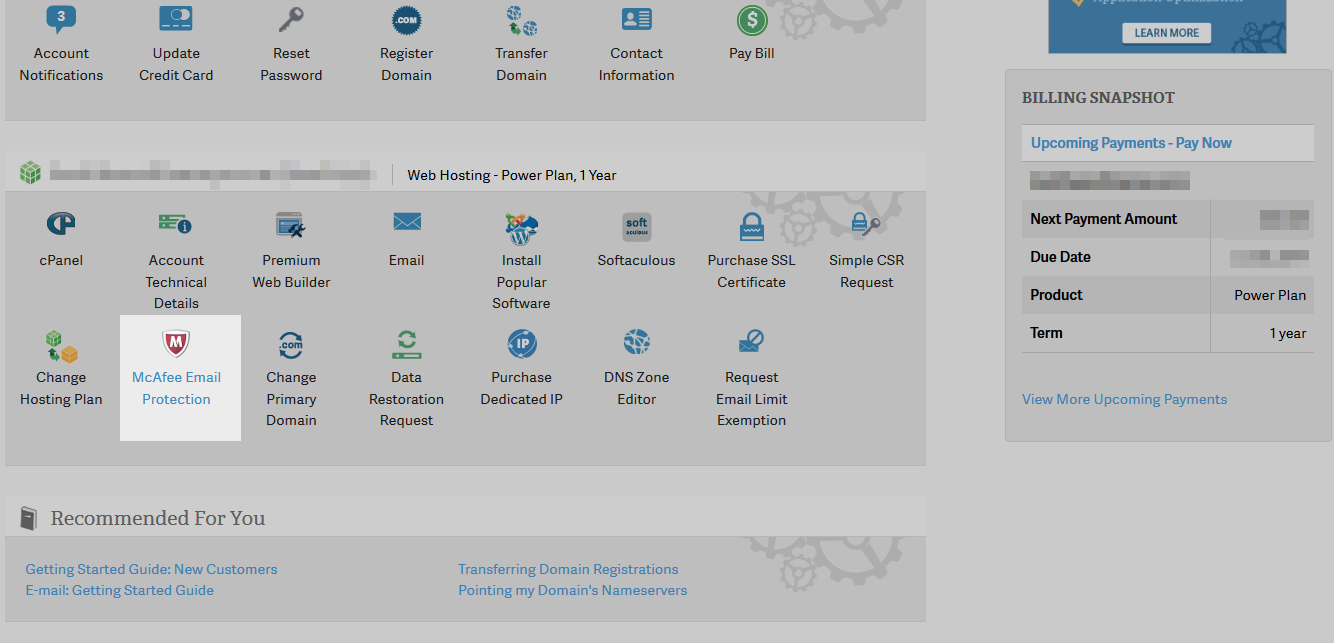 Application Optimization
LEARN MORE
3
.COM
$
Account
Notifications
Update
Credit Card
Reset
Password
Register
Domain
Transfer
Domain
Contact
Information
Pay Bill
Web Hosting - Power Plan, 1 Year
cPanel
Account
Technical
Details
Premium
Web Builder
Email
Install
Popular
Software
soft
aculous
Softaculous
Purchase SSL
Certificate
Simple CSR
Request
Change
Hosting Plan
M
McAfee Email
Protection
.com
Change
Primary
Domain
Data
Restoration
Request
IP
Purchase
Dedicated IP
DNS Zone
Editor
Request
Email Limit
Exemption
Recommended For You
Getting Started Guide: New Customers
E-mail: Getting Started Guide
Transferring Domain Registrations
Pointing my Domain's Nameservers
BILLING SNAPSHOT
Upcoming Payments - Pay Now
Next Payment Amount
Due Date
Product Power Plan
Term 1 year
View More Upcoming Payments